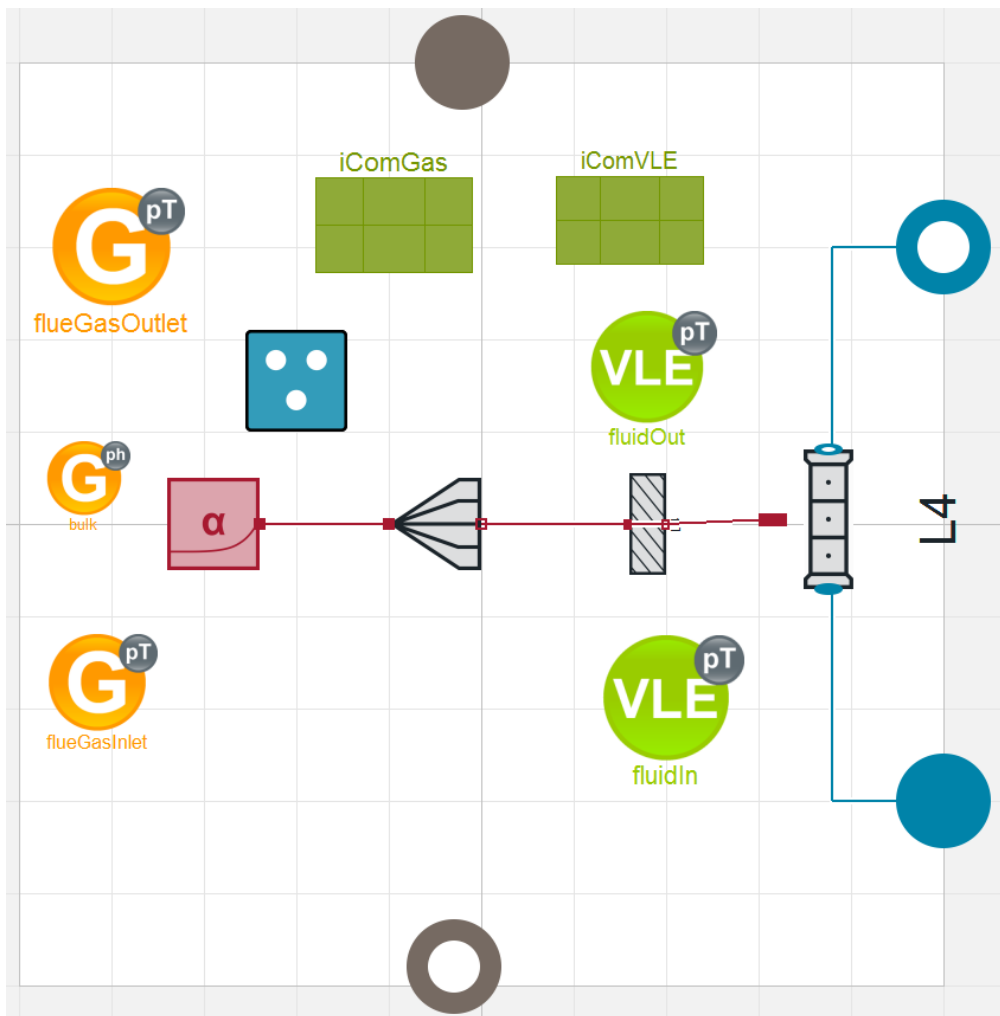 iComGas
iComVLE
G
pT
flueGasOutlet
VLE
pT
fluidOut
G
ph
bulk
α
L4
G
pT
flueGasInlet
VLE
pT
fluidIn